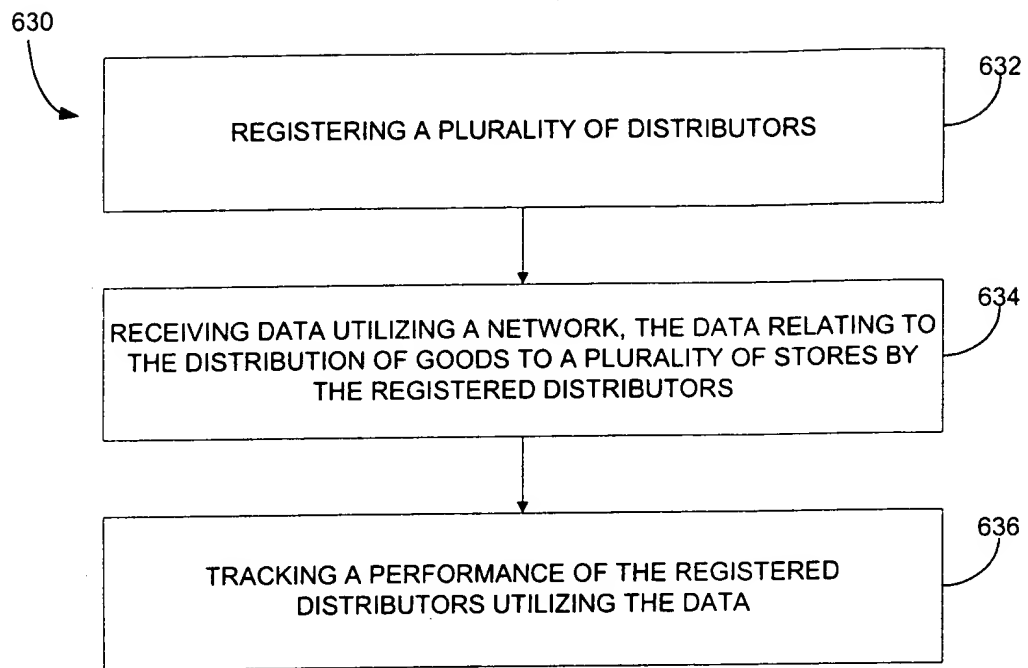 630
632
REGISTERING A PLURALITY OF DISTRIBUTORS
634
RECEIVING DATA UTILIZING A NETWORK, THE DATA RELATING TO
THE DISTRIBUTION OF GOODS TO A PLURALITY OF STORES BY
THE REGISTERED DISTRIBUTORS
636
TRACKING A PERFORMANCE OF THE REGISTERED
DISTRIBUTORS UTILIZING THE DATA